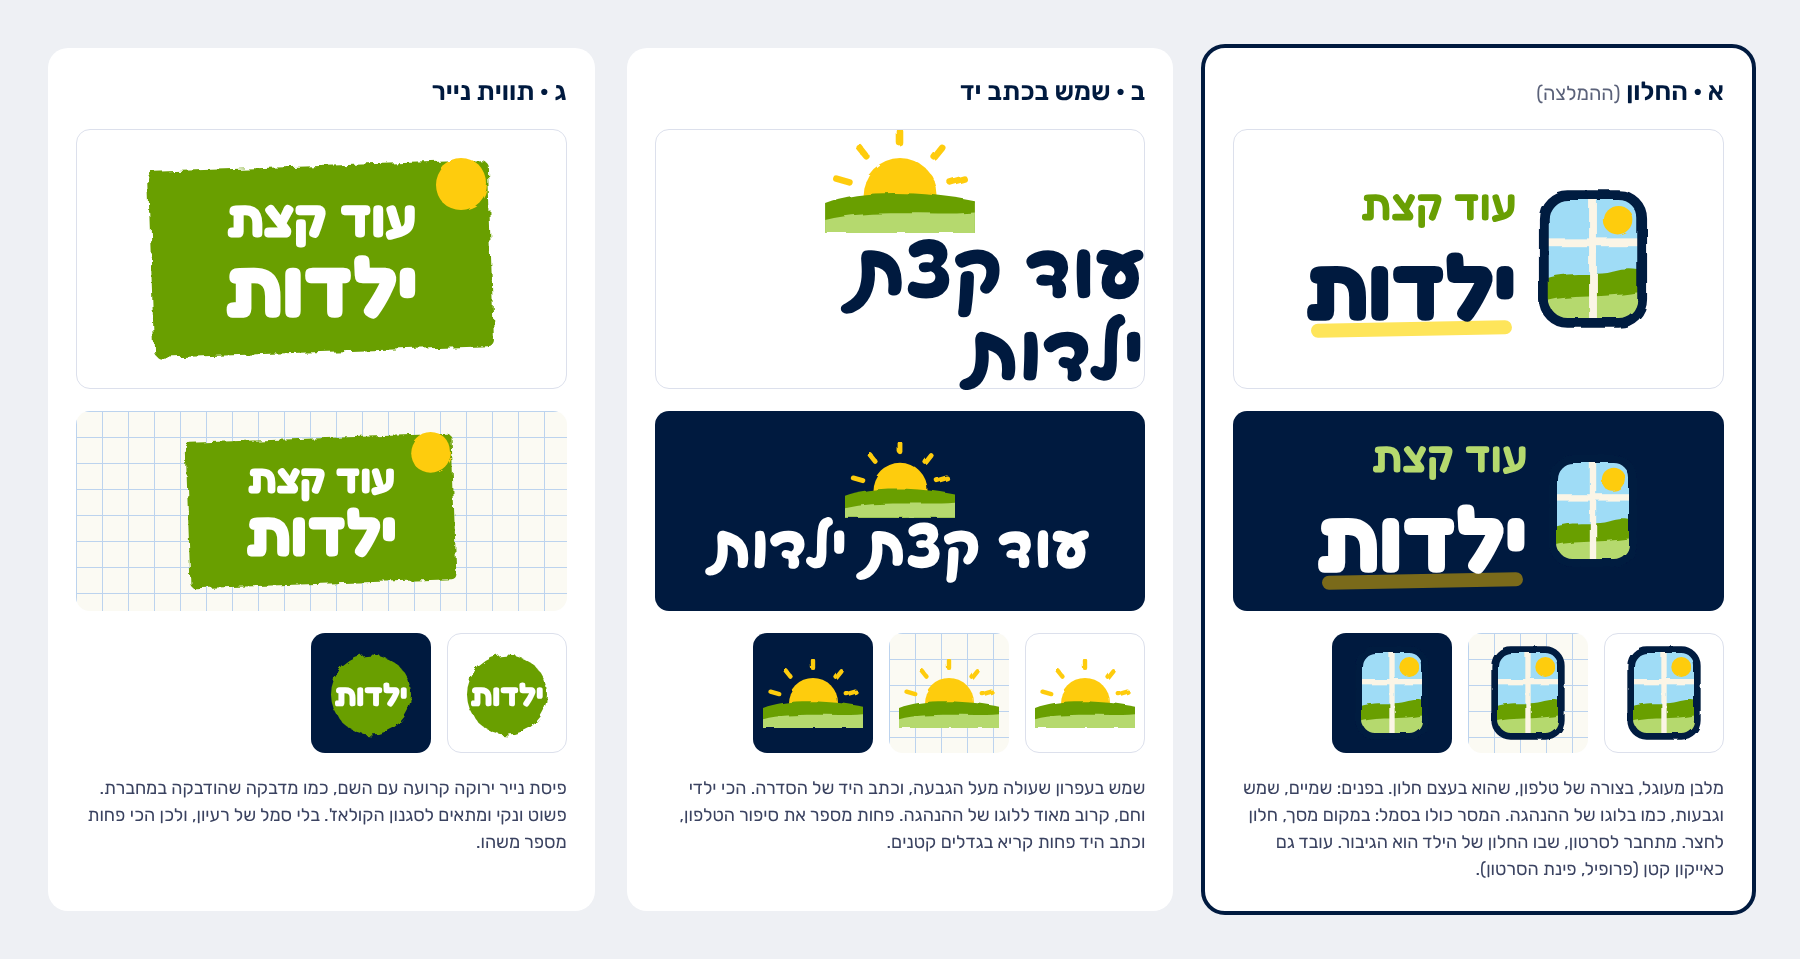 א • החלון (ההמלצה)
עוד קצת
ילדות
עוד קצת
ילדות
מלבן מעוגל, בצורה של טלפון, שהוא בעצם חלון. בפנים: שמיים, שמש
וגבעות, כמו בלוגו של ההנהגה. המסר כולו בסמל: במקום מסך, חלון
לחצר. מתחבר לסרטון, שבו החלון של הילד הוא הגיבור. עובד גם
כאייקון קטן (פרופיל, פינת הסרטון).
ב • שמש בכתב יד
עוד קצת
ילדות
עוד קצת ילדות
שמש בעפרון שעולה מעל הגבעה, וכתב היד של הסדרה. הכי ילדי
וחם, קרוב מאוד ללוגו של ההנהגה. פחות מספר את סיפור הטלפון,
וכתב היד פחות קריא בגדלים קטנים.
ג • תווית נייר
עוד קצת
ילדות
עוד קצת
ילדות
ילדות
ילדות
פיסת נייר ירוקה קרועה עם השם, כמו מדבקה שהודבקה במחברת.
פשוט ונקי ומתאים לסגנון הקולאז'. בלי סמל של רעיון, ולכן הכי פחות
מספר משהו.